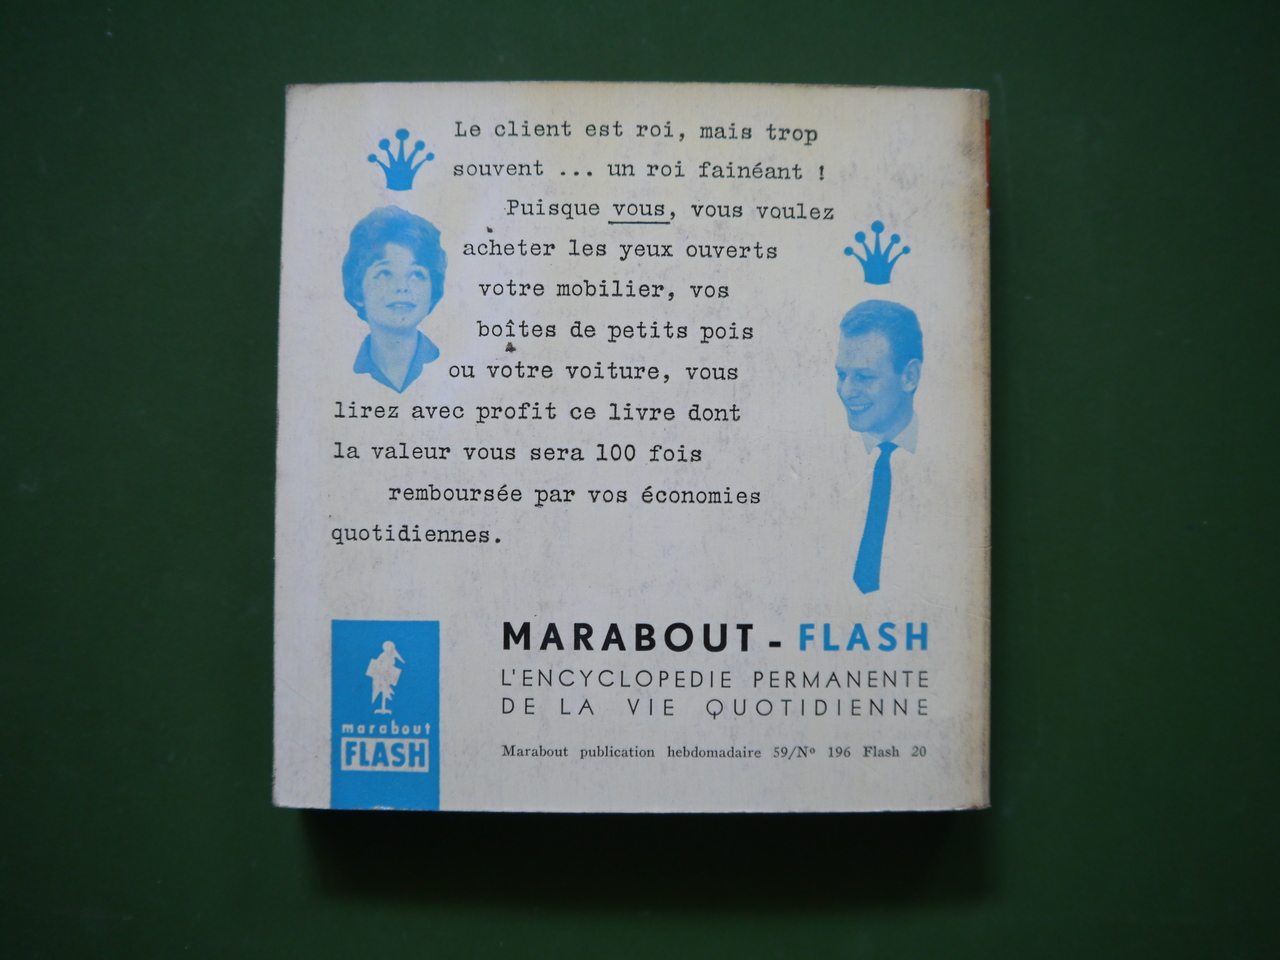 Le client est roi, mais trop
souvent ... un roi fainéant !
Puisque vous, vous voulez
acheter les yeux ouverts
votre mobilier, vos
boîtes de petits pois
ou votre voiture, vous
lirez avec profit ce livre dont
la valeur vous sera 100 fois
remboursée par vos économies
quotidiennes.
MARABOUT - FLASH
L'ENCYCLOPEDIE PERMANENTE
DE LA VIE QUOTIDIENNE
Marabout publication hebdomadaire 59/Nº 196 Flash 20
marabout
FLASH